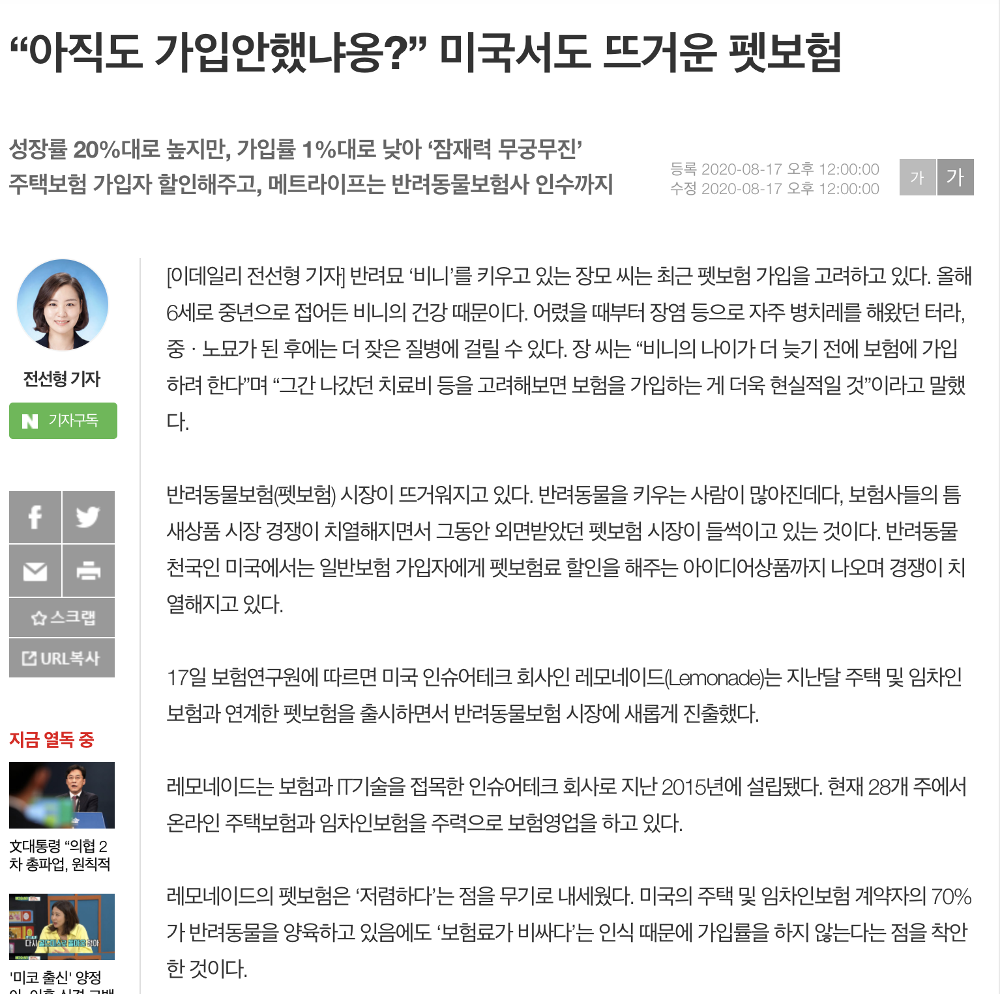 “아직도 가입안했냐옹?” 미국서도 뜨거운 펫보험
성장률 20%대로 높지만, 가입률 1%대로 낮아 ‘잠재력 무궁무진’
주택보험 가입자 할인해주고, 메트라이프는 반려동물보험사 인수까지
등록 2020-08-17 오후 12:00:00
수정 2020-08-17 오후 12:00:00
가 가
전선형 기자
N 기자구독
스크랩
URL복사
지금 열독 중
文대통령 “의협 2
차 총파업, 원칙적
'미코 출신' 양정
[이데일리 전선형 기자] 반려묘 ‘비니’를 키우고 있는 장모 씨는 최근 펫보험 가입을 고려하고 있다. 올해
6세로 중년으로 접어든 비니의 건강 때문이다. 어렸을 때부터 장염 등으로 자주 병치레를 해왔던 터라,
중ㆍ노묘가 된 후에는 더 잦은 질병에 걸릴 수 있다. 장 씨는 “비니의 나이가 더 늦기 전에 보험에 가입
하려 한다”며 “그간 나갔던 치료비 등을 고려해보면 보험을 가입하는 게 더욱 현실적일 것”이라고 말했
다.
반려동물보험(펫보험) 시장이 뜨거워지고 있다. 반려동물을 키우는 사람이 많아진데다, 보험사들의 틈
새상품 시장 경쟁이 치열해지면서 그동안 외면받았던 펫보험 시장이 들썩이고 있는 것이다. 반려동물
천국인 미국에서는 일반보험 가입자에게 펫보험료 할인을 해주는 아이디어상품까지 나오며 경쟁이 치
열해지고 있다.
17일 보험연구원에 따르면 미국 인슈어테크 회사인 레모네이드(Lemonade)는 지난달 주택 및 임차인
보험과 연계한 펫보험을 출시하면서 반려동물보험 시장에 새롭게 진출했다.
레모네이드는 보험과 IT기술을 접목한 인슈어테크 회사로 지난 2015년에 설립됐다. 현재 28개 주에서
온라인 주택보험과 임차인보험을 주력으로 보험영업을 하고 있다.
레모네이드의 펫보험은 ‘저렴하다’는 점을 무기로 내세웠다. 미국의 주택 및 임차인보험 계약자의 70%
가 반려동물을 양육하고 있음에도 ‘보험료가 비싸다’는 인식 때문에 가입률을 하지 않는다는 점을 착안
한 것이다.